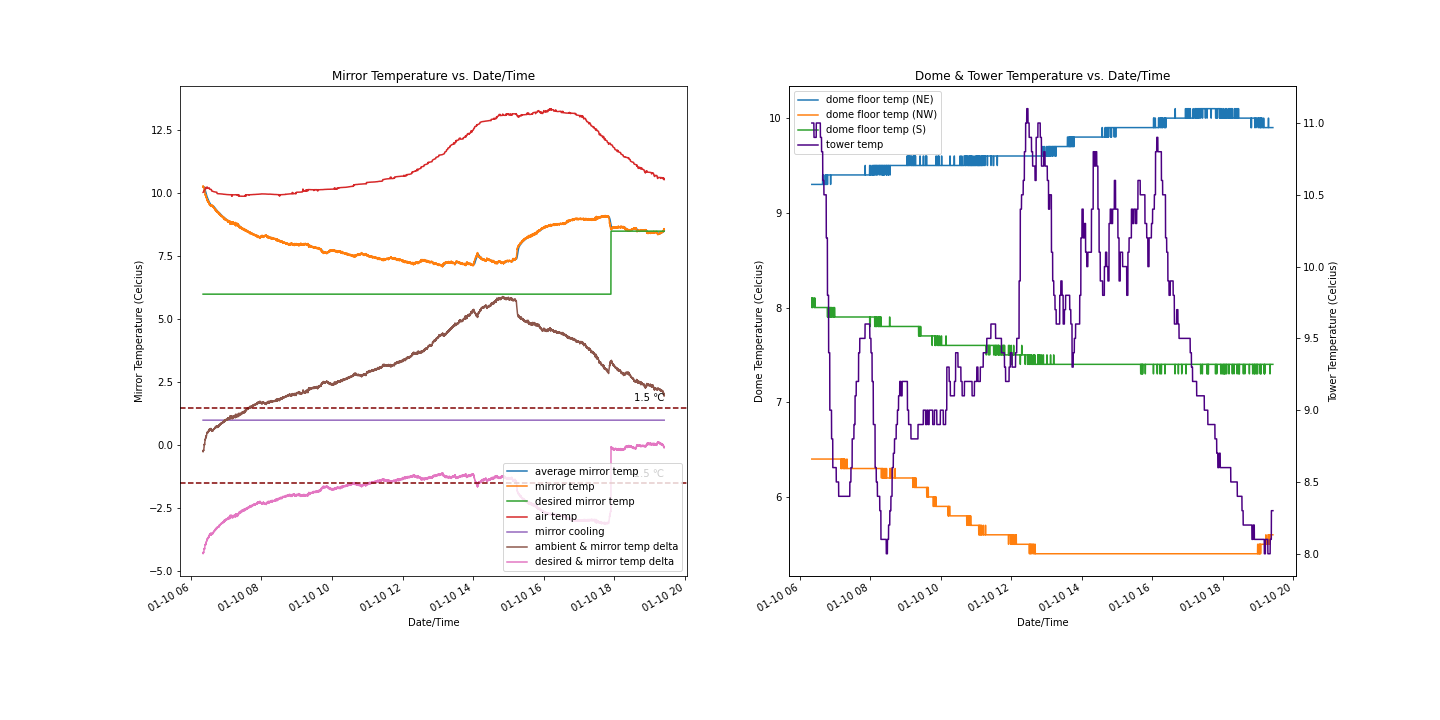 Mirror Temperature vs. Date/Time
Mirror Temperature (Celcius)
12.5
10.0
7.5
5.0
2.5
0.0
−2.5
−5.0
1.5 °C
average mirror temp
mirror temp
desired mirror temp
air temp
mirror cooling
ambient & mirror temp delta
desired & mirror temp delta
01-10 06
01-10 08
01-10 10
01-10 12
01-10 14
01-10 16
01-10 18
01-10 20
Date/Time
Dome & Tower Temperature vs. Date/Time
Dome Temperature (Celcius)
10
9
8
7
6
dome floor temp (NE)
dome floor temp (NW)
dome floor temp (S)
tower temp
11.0
10.5
10.0
9.5
9.0
8.5
8.0
Tower Temperature (Celcius)
01-10 06
01-10 08
01-10 10
01-10 12
01-10 14
01-10 16
01-10 18
01-10 20
Date/Time